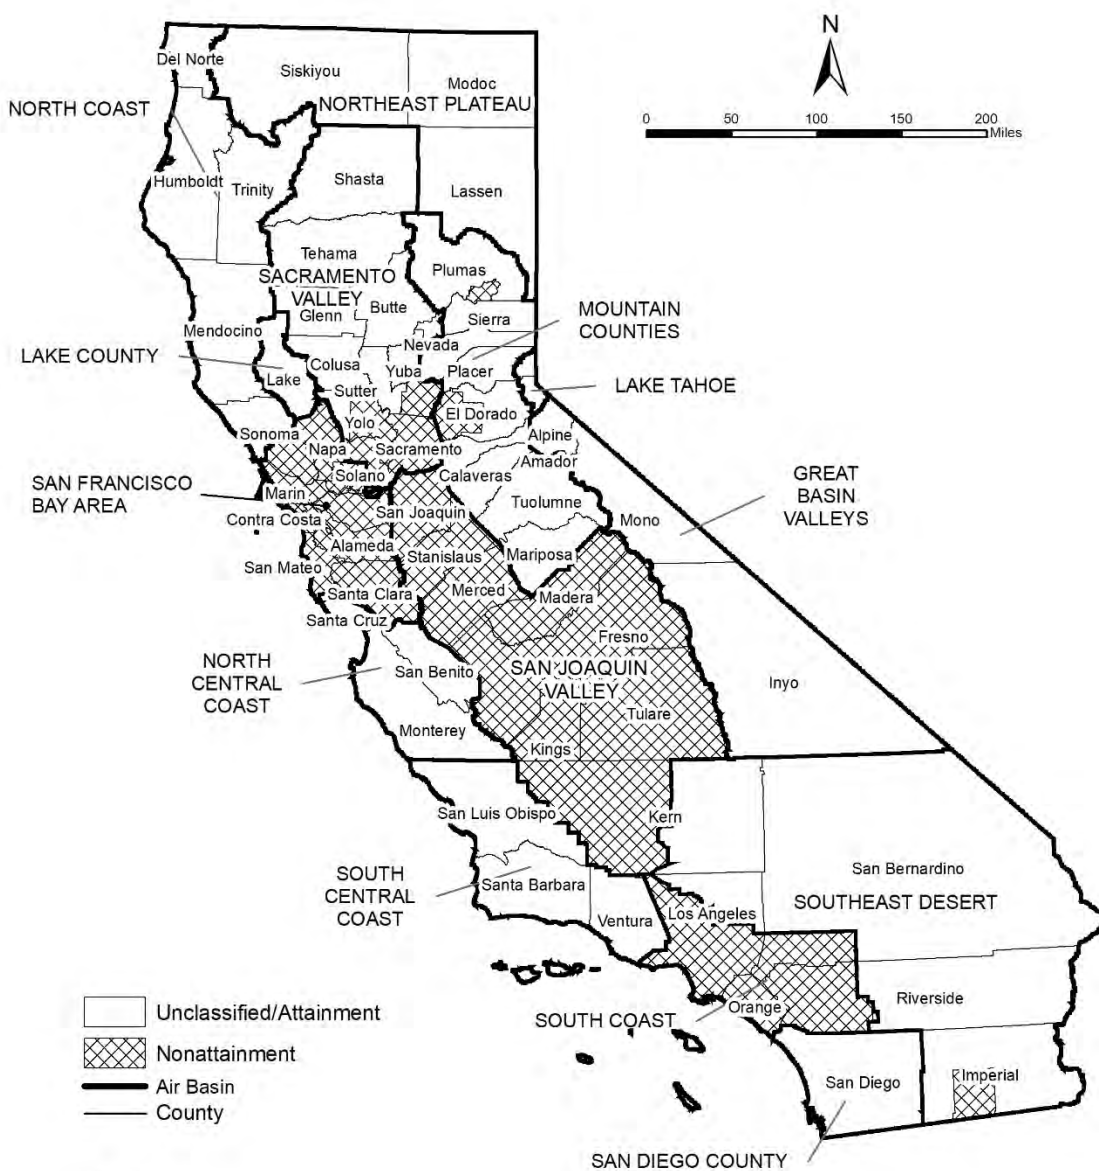 N
0
50
100
150
200
Miles
Del Norte
Siskiyou
Modoc
NORTH COAST
NORTHEAST PLATEAU
Humboldt
Trinity
Shasta
Lassen
Tehama
Plumas
SACRAMENTO
VALLEY
Butte
Glenn
Sierra
MOUNTAIN
COUNTIES
Mendocino
Nevada
LAKE COUNTY
Lake
Colusa
Yuba
Placer
LAKE TAHOE
Sutter
El Dorado
Yolo
Sonoma
Napa
Sacramento
Alpine
Amador
Solano
Calaveras
SAN FRANCISCO
BAY AREA
Marin
Tuolumne
GREAT
BASIN
VALLEYS
Contra Costa
San Joaquin
Mono
Alameda
Stanislaus
Mariposa
San Mateo
Santa Clara
Merced
Madera
Santa Cruz
Fresno
NORTH
CENTRAL
COAST
San Benito
SAN JOAQUIN
VALLEY
Inyo
Monterey
Tulare
Kings
San Luis Obispo
Kern
San Bernardino
SOUTH
CENTRAL
COAST
Santa Barbara
SOUTHEAST DESERT
Ventura
Los Angeles
Riverside
Orange
SOUTH COAST
Unclassified/Attainment
Nonattainment
Air Basin
County
San Diego
Imperial
SAN DIEGO COUNTY